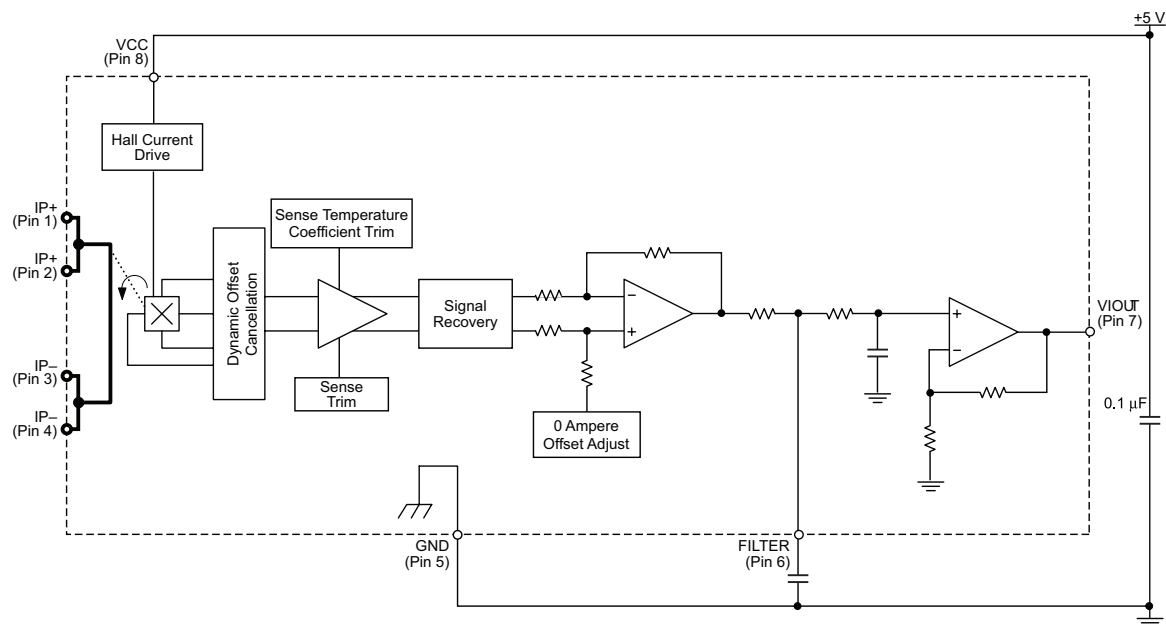 +5 V
VCC
(Pin 8)
Hall Current
Drive
IP+
(Pin 1)
IP+
(Pin 2)
IP–
(Pin 3)
IP–
(Pin 4)
Dynamic Offset
Cancellation
Sense Temperature
Coefficient Trim
Sense
Trim
Signal
Recovery
0 Ampere
Offset Adjust
–
+
+
–
VIOUT
(Pin 7)
0.1 μF
GND
(Pin 5)
FILTER
(Pin 6)